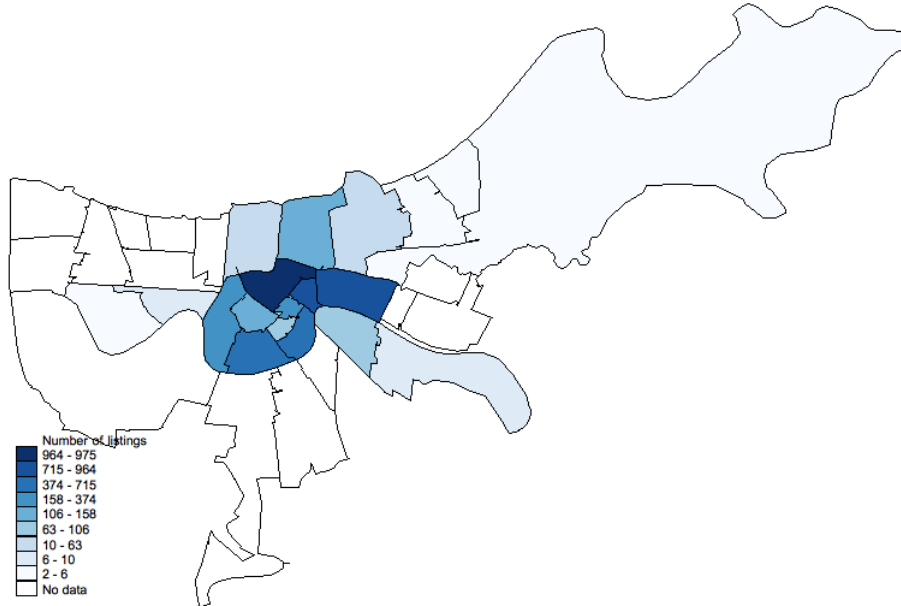 Number of listings
964 - 975
715 - 964
374 - 715
158 - 374
106 - 158
63 - 106
10 - 63
6 - 10
2 - 6
No data